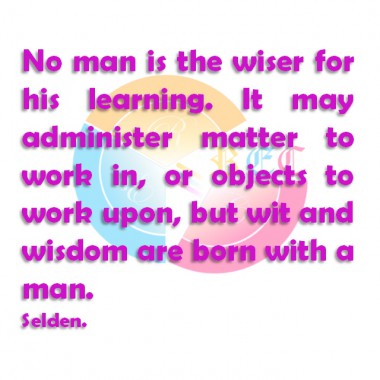 No man is the wiser for
his learning. It may
administer matter to
work in, or objects to
work upon, but wit and
wisdom are born with a
man.
Selden.